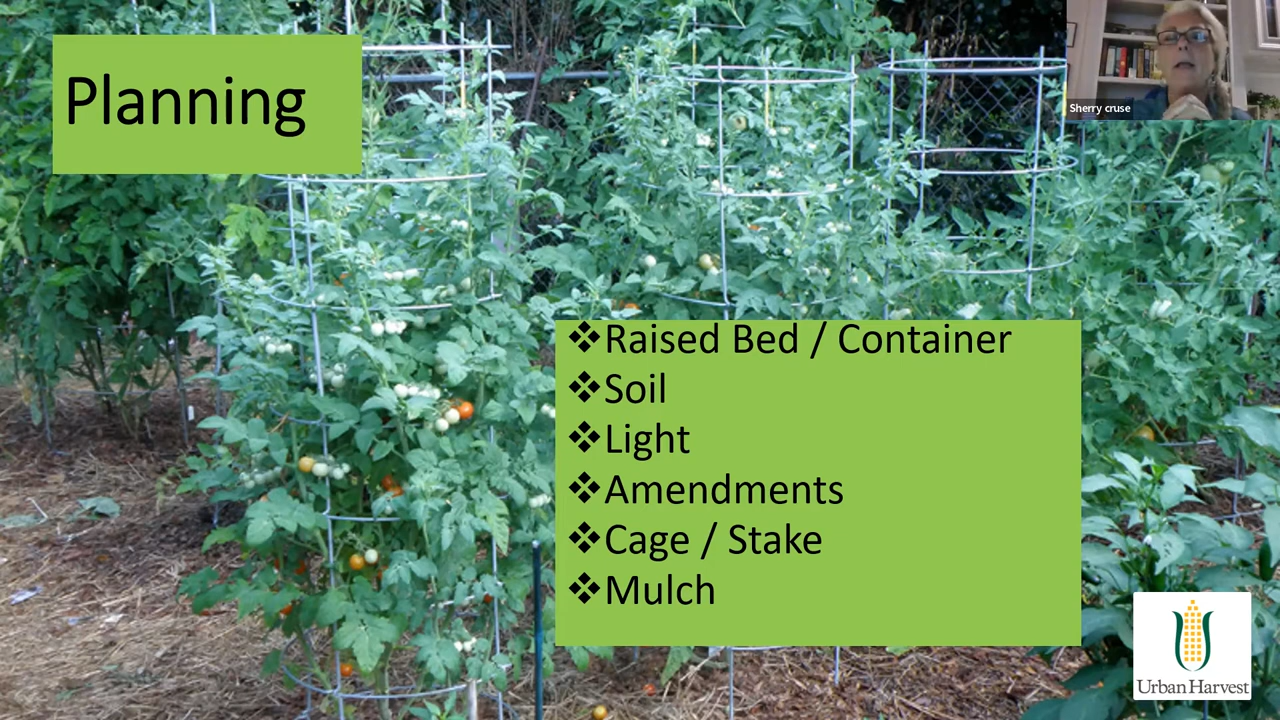 Planning
Sherry cruse
❖Raised Bed / Container
❖Soil
❖Light
❖Amendments
❖Cage / Stake
❖Mulch
Urban Harvest